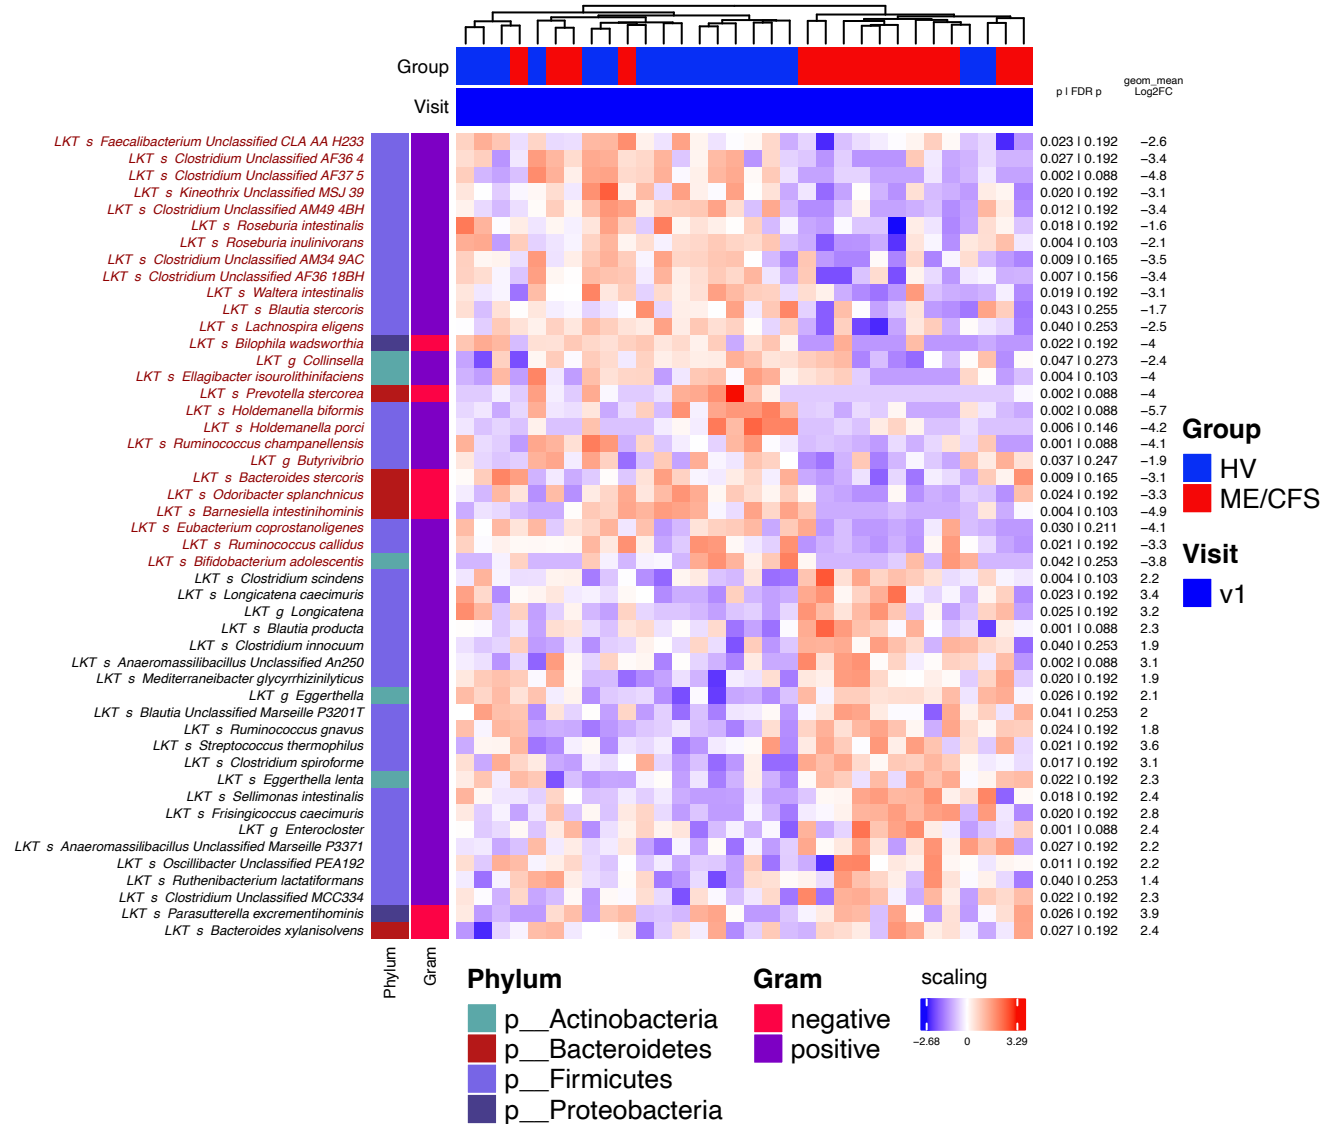 Group
Visit
p | FDR p
geom_mean
Log2FC
LKT s Faecalibacterium Unclassified CLA AA H233 0.023 | 0.192 −2.6
LKT s Clostridium Unclassified AF36 4 0.027 | 0.192 −3.4
LKT s Clostridium Unclassified AF37 5 0.002 | 0.088 −4.8
LKT s Kineothrix Unclassified MSJ 39 0.020 | 0.192 −3.1
LKT s Clostridium Unclassified AM49 4BH 0.012 | 0.192 −3.4
LKT s Roseburia intestinalis 0.018 | 0.192 −1.6
LKT s Roseburia inulinivorans 0.004 | 0.103 −2.1
LKT s Clostridium Unclassified AM34 9AC 0.009 | 0.165 −3.5
LKT s Clostridium Unclassified AF36 18BH 0.007 | 0.156 −3.4
LKT s Waltera intestinalis 0.019 | 0.192 −3.1
LKT s Blautia stercoris 0.043 | 0.255 −1.7
LKT s Lachnospira eligens 0.040 | 0.253 −2.5
LKT s Bilophila wadsworthia 0.022 | 0.192 −4
LKT g Collinsella 0.047 | 0.273 −2.4
LKT s Ellagibacter isourolithinifaciens 0.004 | 0.103 −4
LKT s Prevotella stercorea 0.002 | 0.088 −4
LKT s Holdemanella biformis 0.002 | 0.088 −5.7
LKT s Holdemanella porci 0.006 | 0.146 −4.2
LKT s Ruminococcus champanellensis 0.001 | 0.088 −4.1
LKT g Butyrivibrio 0.037 | 0.247 −1.9
LKT s Bacteroides stercoris 0.009 | 0.165 −3.1
LKT s Odoribacter splanchnicus 0.024 | 0.192 −3.3
LKT s Barnesiella intestinihominis 0.004 | 0.103 −4.9
LKT s Eubacterium coprostanoligenes 0.030 | 0.211 −4.1
LKT s Ruminococcus callidus 0.021 | 0.192 −3.3
LKT s Bifidobacterium adolescentis 0.042 | 0.253 −3.8
LKT s Clostridium scindens 0.004 | 0.103 2.2
LKT s Longicatena caecimuris 0.023 | 0.192 3.4
LKT g Longicatena 0.025 | 0.192 3.2
LKT s Blautia producta 0.001 | 0.088 2.3
LKT s Clostridium innocuum 0.040 | 0.253 1.9
LKT s Anaeromassilibacillus Unclassified An250 0.002 | 0.088 3.1
LKT s Mediterraneibacter glycyrrhizinilyticus 0.020 | 0.192 1.9
LKT g Eggerthella 0.026 | 0.192 2.1
LKT s Blautia Unclassified Marseille P3201T 0.041 | 0.253 2
LKT s Ruminococcus gnavus 0.024 | 0.192 1.8
LKT s Streptococcus thermophilus 0.021 | 0.192 3.6
LKT s Clostridium spiroforme 0.017 | 0.192 3.1
LKT s Eggerthella lenta 0.022 | 0.192 2.3
LKT s Sellimonas intestinalis 0.018 | 0.192 2.4
LKT s Frisingicoccus caecimuris 0.020 | 0.192 2.8
LKT g Enterocloster 0.001 | 0.088 2.4
LKT s Anaeromassilibacillus Unclassified Marseille P3371 0.027 | 0.192 2.2
LKT s Oscillibacter Unclassified PEA192 0.011 | 0.192 2.2
LKT s Ruthenibacterium lactatiformans 0.040 | 0.253 1.4
LKT s Clostridium Unclassified MCC334 0.022 | 0.192 2.3
LKT s Parasutterella excrementihominis 0.026 | 0.192 3.9
LKT s Bacteroides xylanisolvens 0.027 | 0.192 2.4
Phylum
Gram
Group
HV
ME/CFS
Visit
v1
Phylum
p__Actinobacteria
p__Bacteroidetes
p__Firmicutes
p__Proteobacteria
Gram
negative
positive
scaling
−2.68 0 3.29